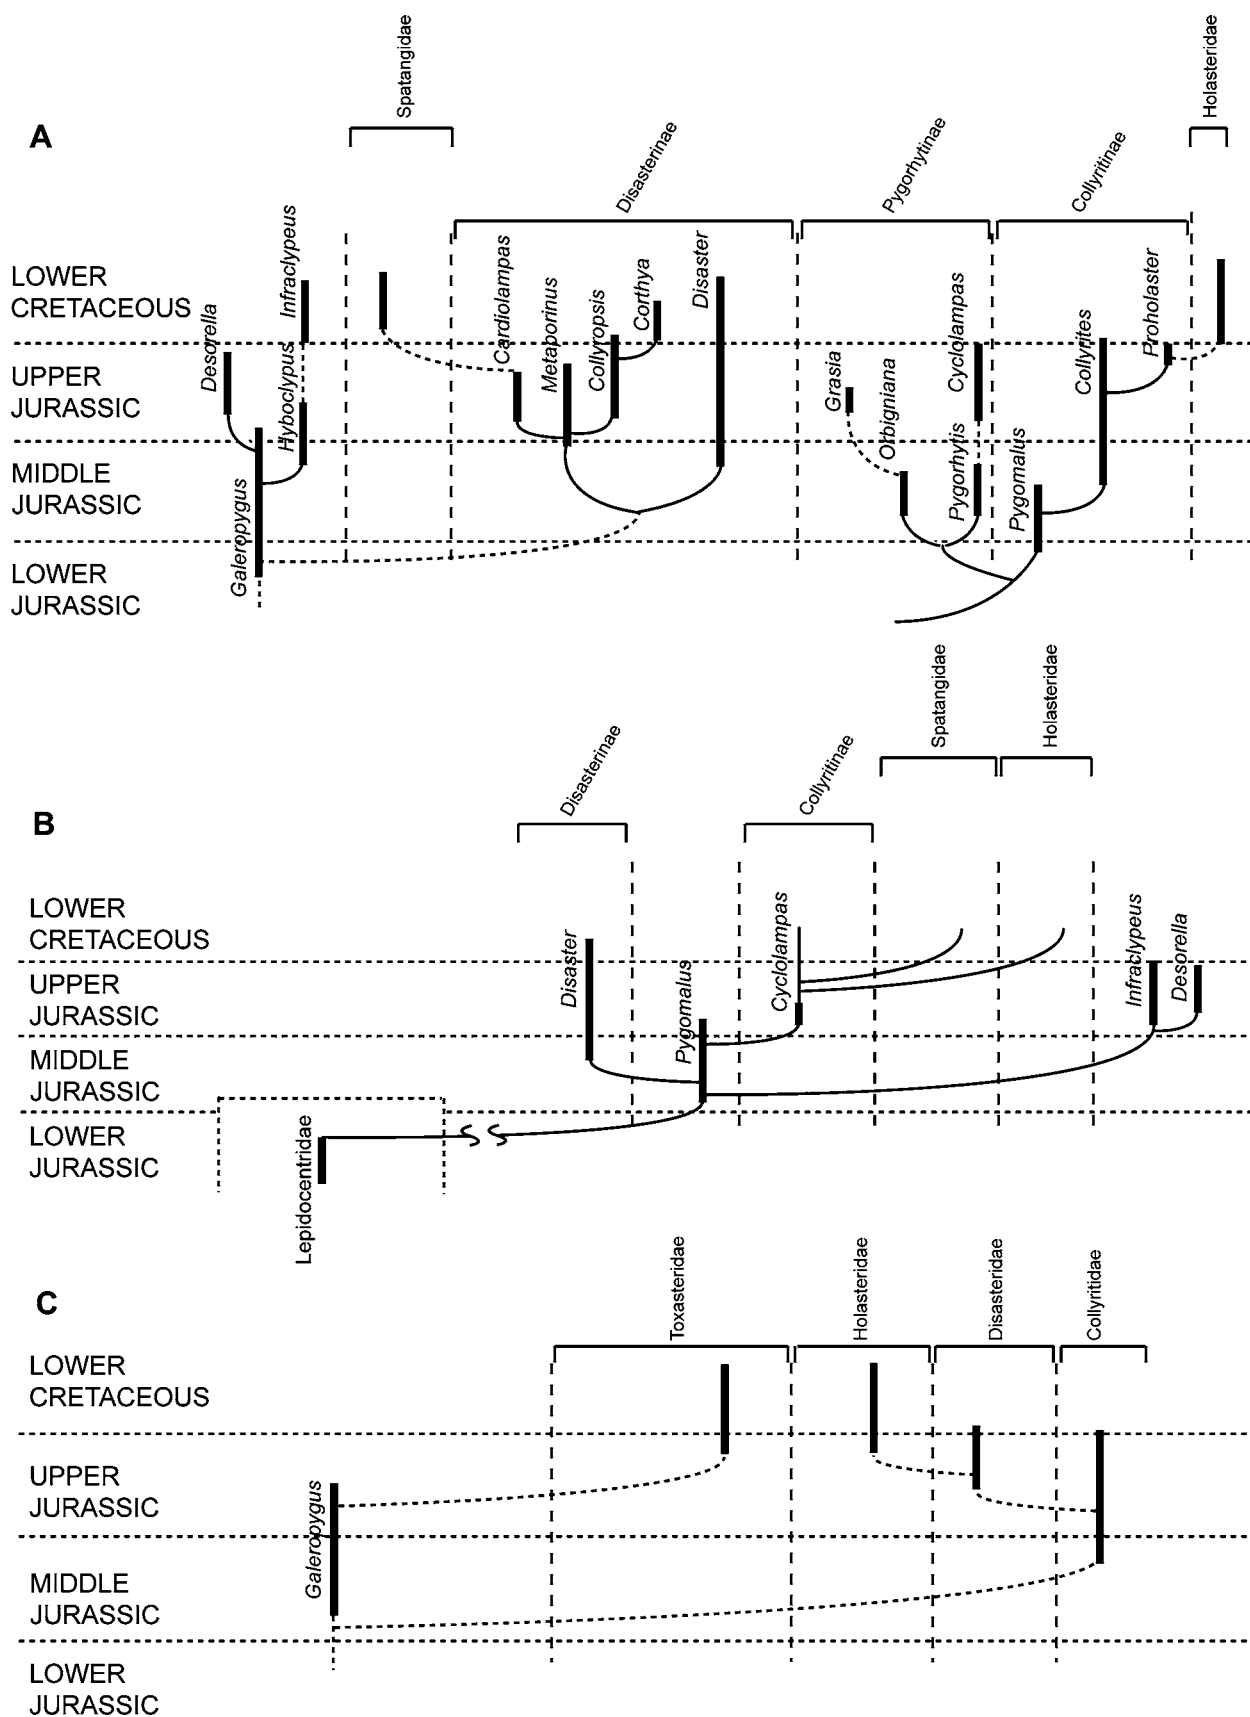 A
Spatangidae
Holasteridae
Disasterinae
Pygorhytinae
Collyritinae
LOWER
CRETACEOUS
UPPER
JURASSIC
MIDDLE
JURASSIC
LOWER
JURASSIC
Desorella
Infraclypeus
Hyboclypus
Galeropygus
Cardiolampas
Metaporinus
Collyropsis
Corthya
Disaster
Grasia
Orbigniana
Cyclolampas
Pygorhytis
Pygomalus
Collyrites
Proholaster
B
Disasterinae
Collyritinae
Spatangidae
Holasteridae
LOWER
CRETACEOUS
UPPER
JURASSIC
MIDDLE
JURASSIC
LOWER
JURASSIC
Lepidocentridae
Disaster
Pygomalus
Cyclolampas
Infraclypeus
Desorella
C
Toxasteridae
Holasteridae
Disasteridae
Collyritidae
LOWER
CRETACEOUS
UPPER
JURASSIC
MIDDLE
JURASSIC
LOWER
JURASSIC
Galeropygus